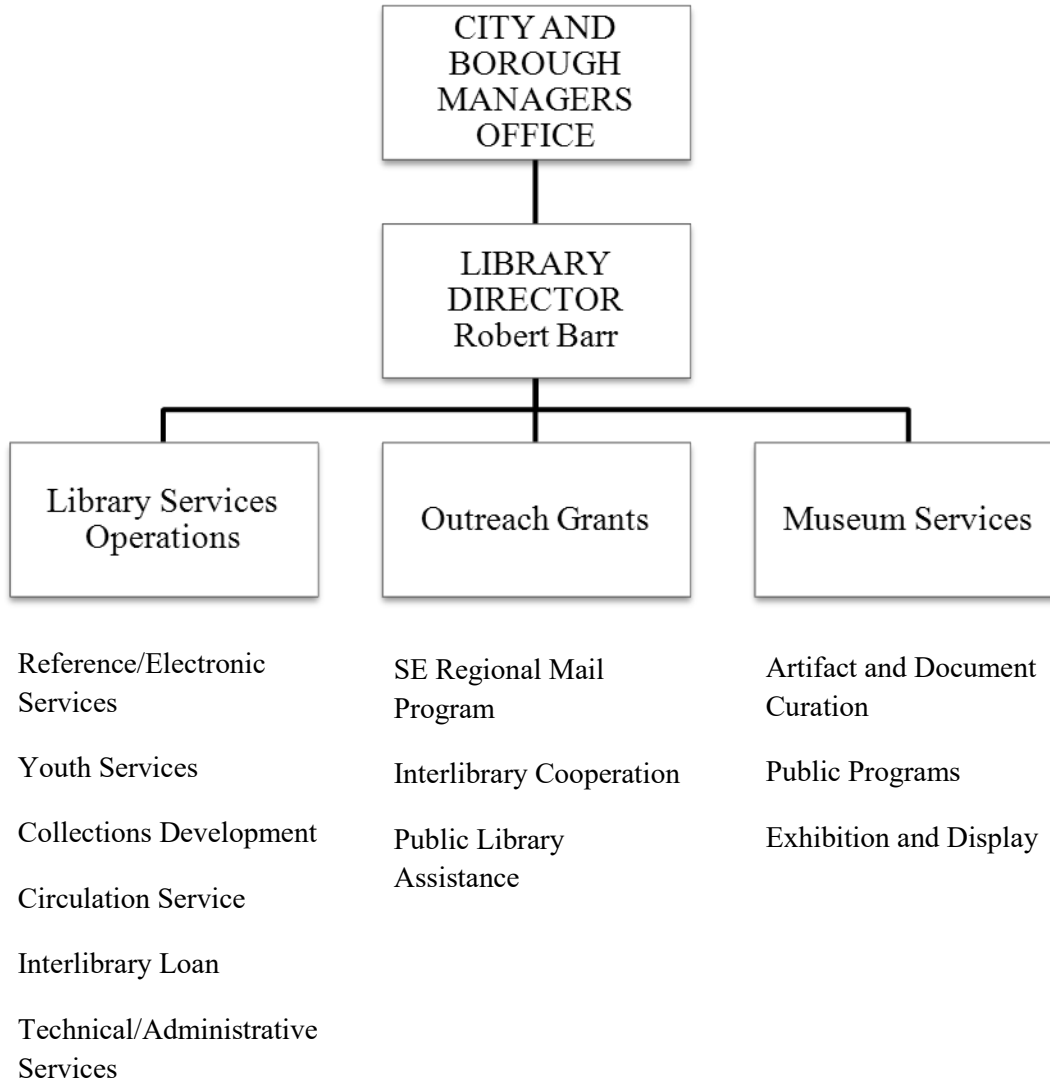 CITY AND
BOROUGH
MANAGERS
OFFICE
LIBRARY
DIRECTOR
Robert Barr
Library Services
Operations
Outreach Grants
Museum Services
Reference/Electronic
Services
Youth Services
Collections Development
Circulation Service
Interlibrary Loan
Technical/Administrative
Services
SE Regional Mail
Program
Interlibrary Cooperation
Public Library
Assistance
Artifact and Document
Curation
Public Programs
Exhibition and Display